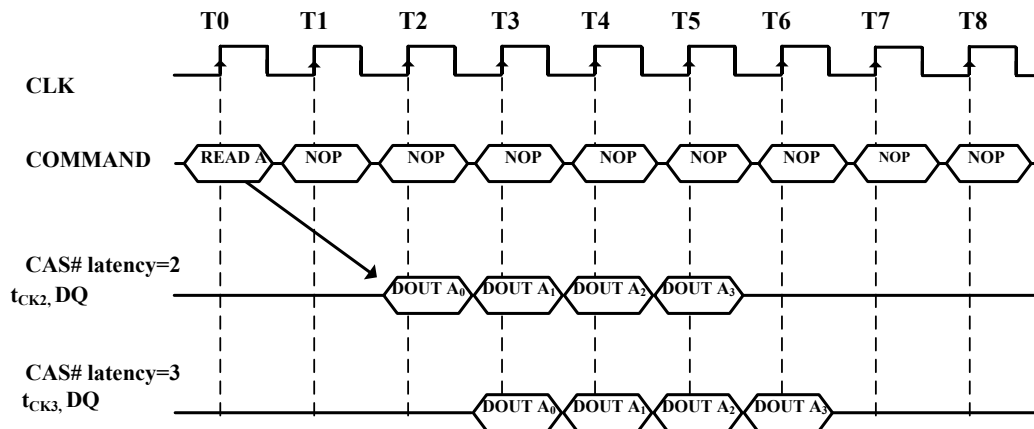 T0 T1 T2 T3 T4 T5 T6 T7 T8
CLK
COMMAND READ A NOP NOP NOP NOP NOP NOP NOP NOP
CAS# latency=2
tCK2, DQ DOUT A0 DOUT A1 DOUT A2 DOUT A3
CAS# latency=3
tCK3, DQ DOUT A0 DOUT A1 DOUT A2 DOUT A3